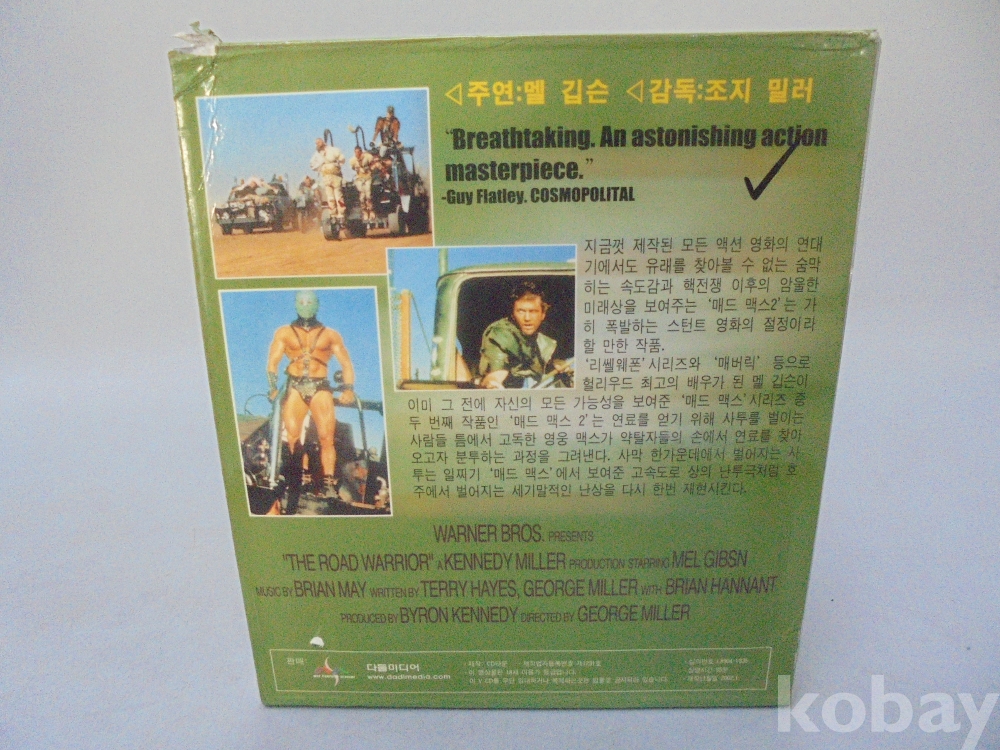 ◁주연:멜 깁슨 ◁감독:조지 밀러
"Breathtaking. An astonishing action
masterpiece."
-Guy Flatley. COSMOPOLITAL
지금껏 제작된 모든 액션 영화의 연대
기에서도 유래를 찾아볼 수 없는 숨막
히는 속도감과 핵전쟁 이후의 암울한
미래상을 보여주는 '매드 맥스2'는 가
히 폭발하는 스턴트 영화의 절정이라
할 만한 작품.
'리쎌웨폰'시리즈와 '매버릭' 등으로
헐리우드 최고의 배우가 된 멜 깁슨이
이미 그 전에 자신의 모든 가능성을 보여준 '매드 맥스'시리즈 중
두 번째 작품인 '매드 맥스 2'는 연료를 얻기 위해 사투를 벌이는
사람들 틈에서 고독한 영웅 맥스가 약탈자들의 손에서 연료를 찾아
오고자 분투하는 과정을 그려낸다. 사막 한가운데에서 벌어지는 사
투는 일찌기 '매드 맥스'에서 보여준 고속도로 상의 난투극처럼 호
주에서 벌어지는 세기말적인 난상을 다시 한번 재현시킨다.
WARNER BROS. PRESENTS
"THE ROAD WARRIOR" A KENNEDY MILLER PRODUCTION STARRING MEL GIBSN
MUSIC BY BRIAN MAY WRITTEN BY TERRY HAYES, GEORGE MILLER WITH BRIAN HANNANT
PRODUCED BY BYRON KENNEDY DIRECTED BY GEORGE MILLER
판매:
다돌미디어
www.dadlmedia.com
제작: CD타운
kobay